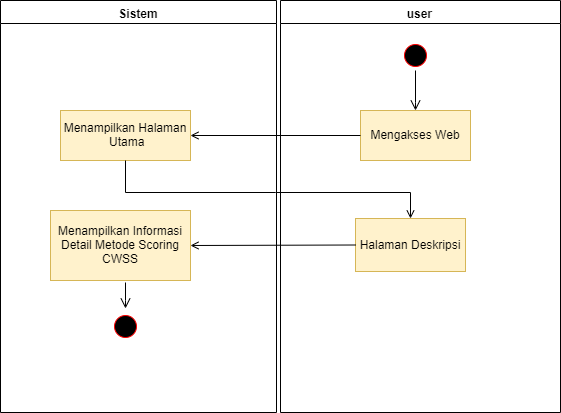 Sistem
user
Mengakses Web
Menampilkan Halaman
Utama
Halaman Deskripsi
Menampilkan Informasi
Detail Metode Scoring
CWSS